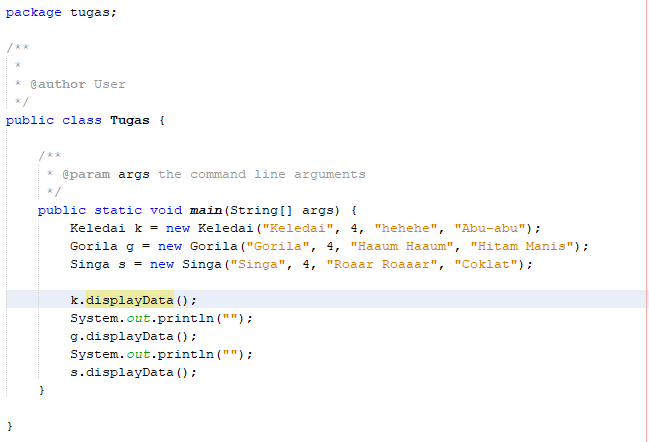 package tugas;
/**
 *
 * @author User
 */
public class Tugas {
    /**
     * @param args the command line arguments
     */
    public static void main(String[] args) {
        Keledai k = new Keledai("Keledai", 4, "hehehe", "Abu-abu");
        Gorila g = new Gorila("Gorila", 4, "Haaum Haaum", "Hitam Manis");
        Singa s = new Singa("Singa", 4, "Roaar Roaaar", "Coklat");
        k.displayData();
        System.out.println("");
        g.displayData();
        System.out.println("");
        s.displayData();
    }
}